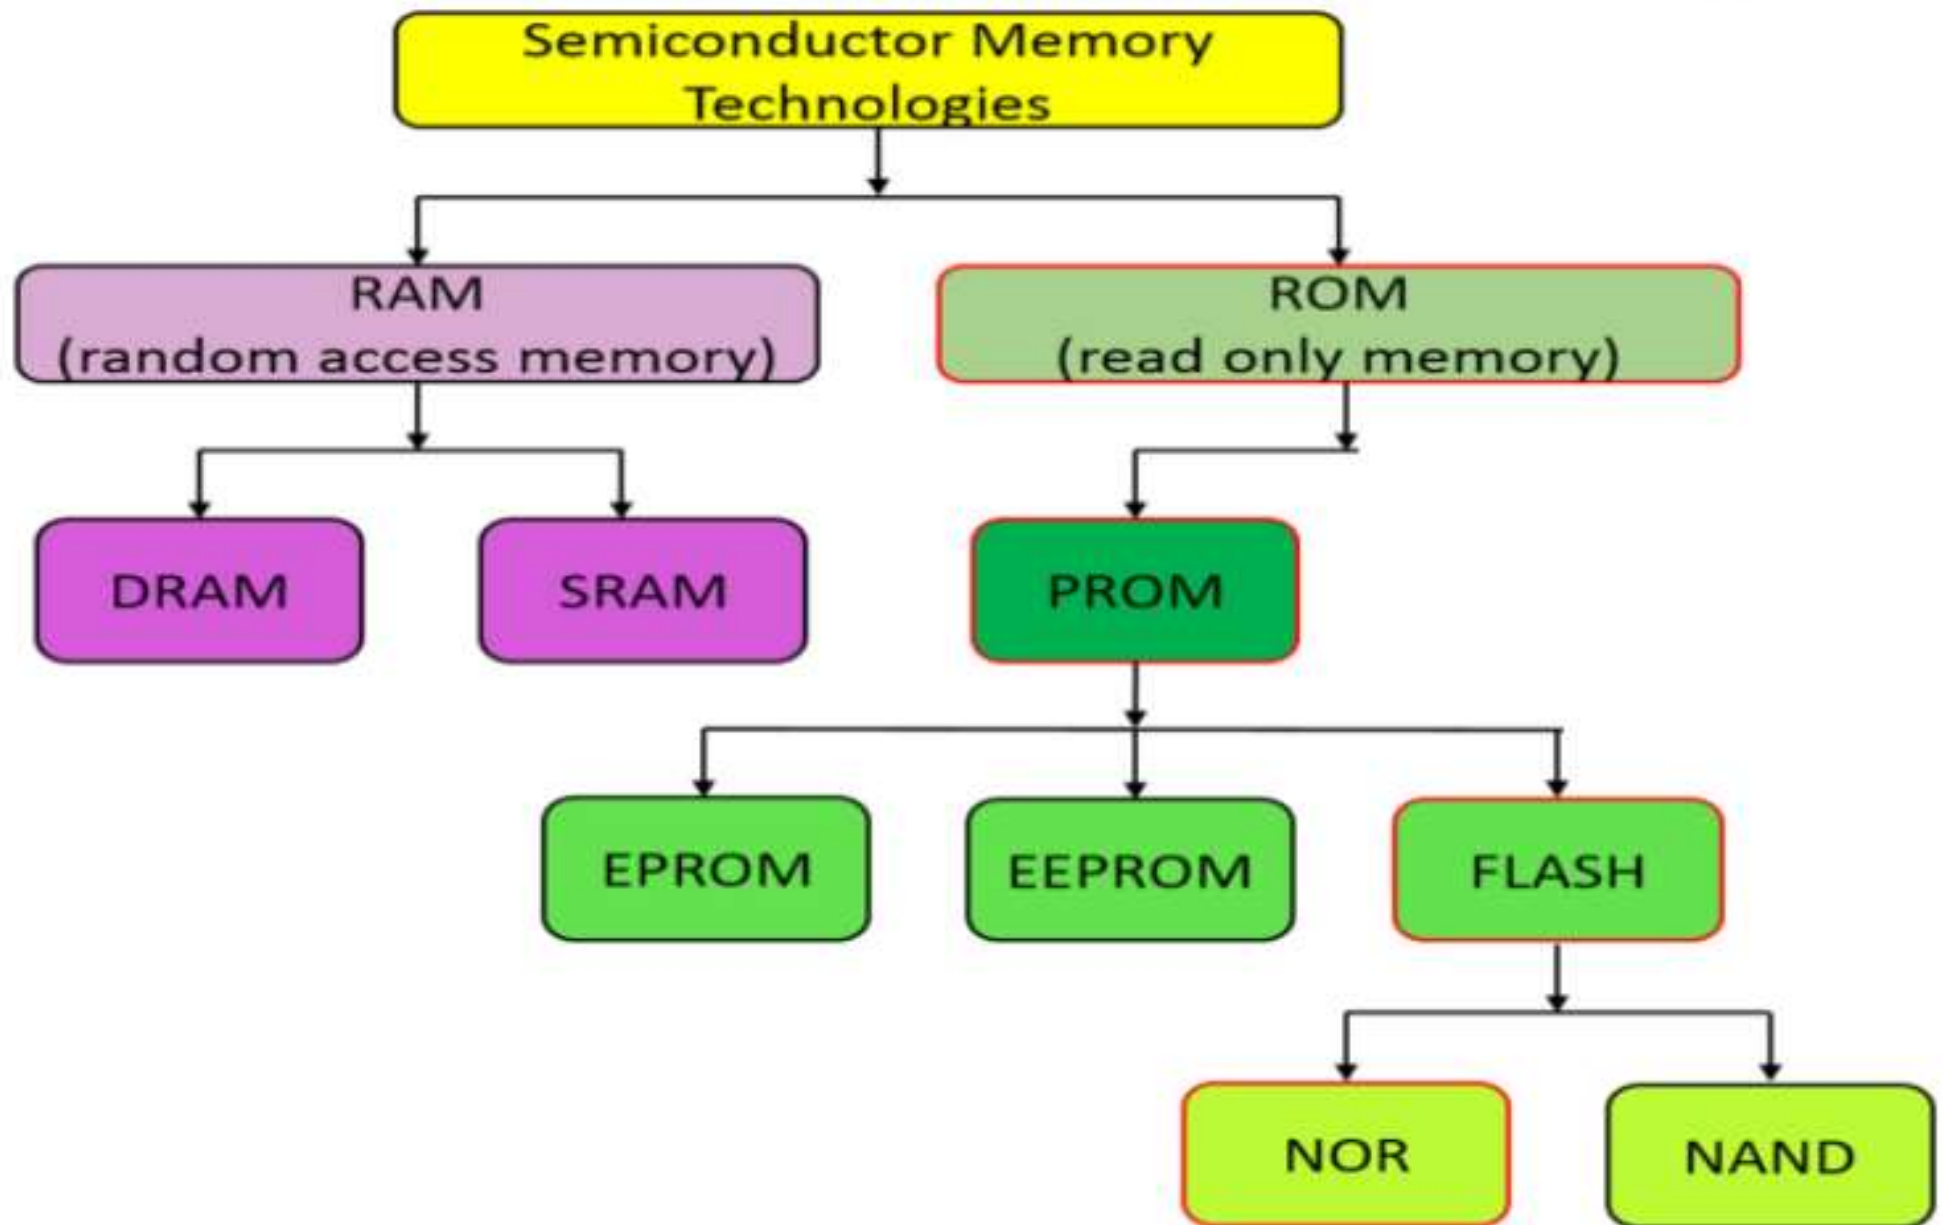 Semiconductor Memory
Technologies
RAM
(random access memory)
ROM
(read only memory)
DRAM
SRAM
PROM
EPROM
EEPROM
FLASH
NOR
NAND